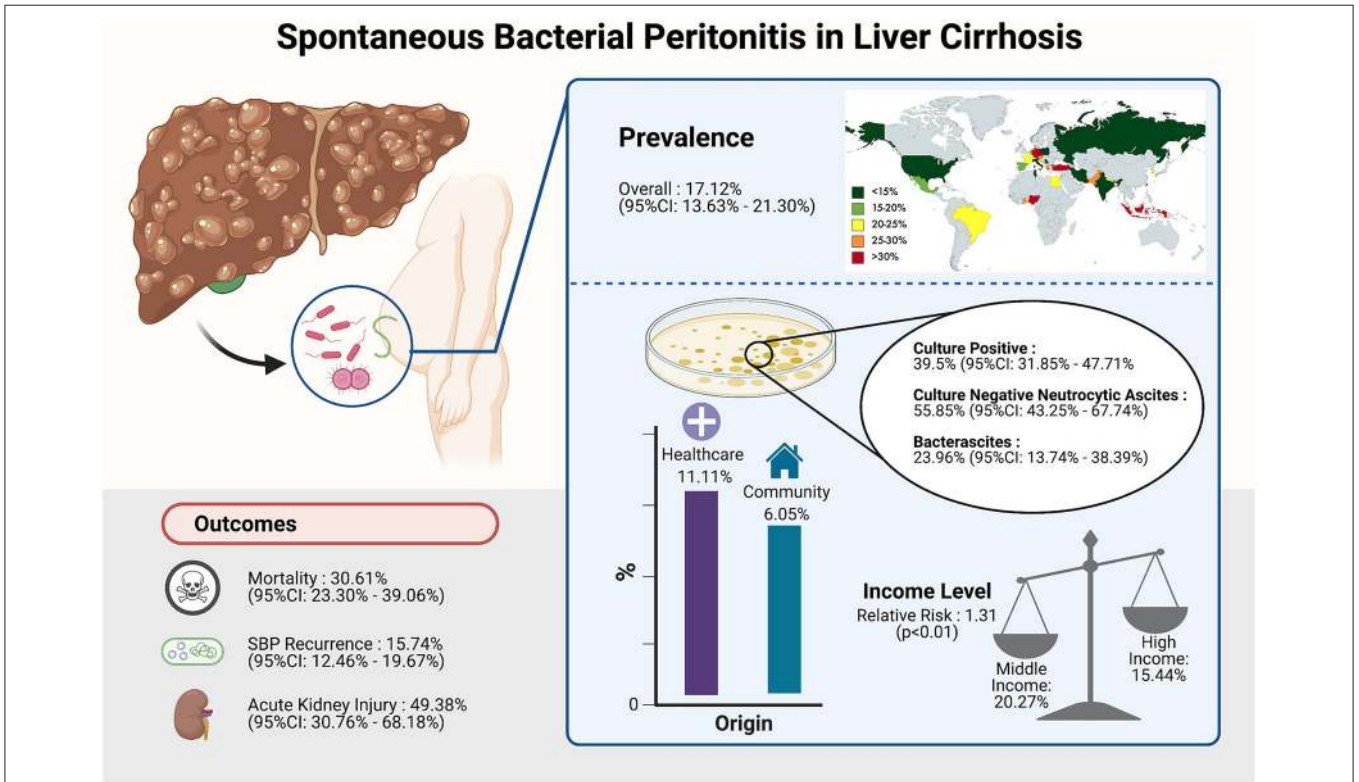 Spontaneous Bacterial Peritonitis in Liver Cirrhosis
Prevalence
Overall : 17.12%
(95%CI: 13.63% - 21.30%)
<15%
15-20%
20-25%
25-30%
>30%
Culture Positive :
39.5% (95%CI: 31.85% - 47.71%
Culture Negative Neutrocytic Ascites :
55.85% (95%CI: 43.25% - 67.74%)
Bacterascites :
23.96% (95%CI: 13.74% - 38.39%)
Healthcare
11.11%
Community
6.05%
%
0
Origin
Income Level
Relative Risk : 1.31
(p<0.01)
Middle
Income:
20.27%
High
Income:
15.44%
Outcomes
Mortality : 30.61%
(95%CI: 23.30% - 39.06%)
SBP Recurrence : 15.74%
(95%CI: 12.46% - 19.67%)
Acute Kidney Injury : 49.38%
(95%CI: 30.76% - 68.18%)